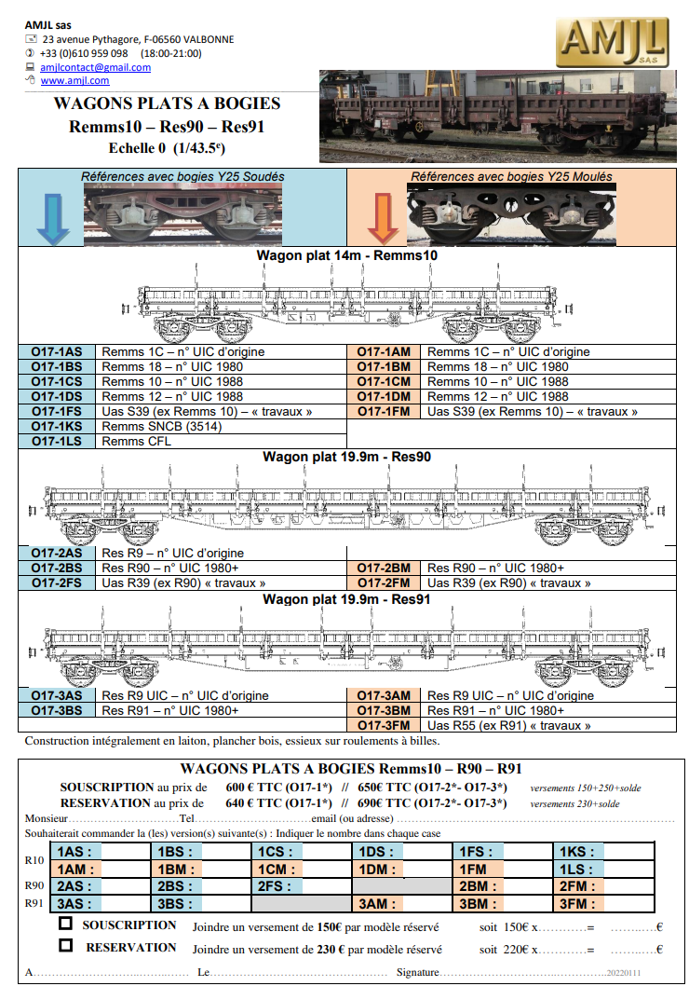 AMJL sas
23 avenue Pythagore, F-06560 VALBONNE
+33 (0)610 959 098 (18:00-21:00)
amjlcontact@gmail.com
www.amjl.com
AMJL
SAS
WAGONS PLATS A BOGIES
Remms10 – Res90 – Res91
Echelle 0 (1/43.5e)
Références avec bogies Y25 Soudés Références avec bogies Y25 Moulés
Wagon plat 14m - Remms10
O17-1AS Remms 1C – n° UIC d'origine O17-1AM Remms 1C – n° UIC d'origine
O17-1BS Remms 18 – n° UIC 1980 O17-1BM Remms 18 – n° UIC 1980
O17-1CS Remms 10 – n° UIC 1988 O17-1CM Remms 10 – n° UIC 1988
O17-1DS Remms 12 – n° UIC 1988 O17-1DM Remms 12 – n° UIC 1988
O17-1FS Uas S39 (ex Remms 10) – « travaux » O17-1FM Uas S39 (ex Remms 10) – « travaux »
O17-1KS Remms SNCB (3514)
O17-1LS Remms CFL
Wagon plat 19.9m - Res90
O17-2AS Res R9 – n° UIC d'origine
O17-2BS Res R90 – n° UIC 1980+ O17-2BM Res R90 – n° UIC 1980+
O17-2FS Uas R39 (ex R90) « travaux » O17-2FM Uas R39 (ex R90) « travaux »
Wagon plat 19.9m - Res91
O17-3AS Res R9 UIC – n° UIC d'origine O17-3AM Res R9 UIC – n° UIC d'origine
O17-3BS Res R91 – n° UIC 1980+ O17-3BM Res R91 – n° UIC 1980+
O17-3FM Uas R55 (ex R91) « travaux »
Construction intégralement en laiton, plancher bois, essieux sur roulements à billes.
WAGONS PLATS A BOGIES Remms10 – R90 – R91
SOUSCRIPTION au prix de 600 € TTC (O17-1*) // 650€ TTC (O17-2*- O17-3*) versements 150+250+solde
RESERVATION au prix de 640 € TTC (O17-1*) // 690€ TTC (O17-2*- O17-3*) versements 230+solde
Monsieur……………………Tel……………………email (ou adresse) ……………………
Souhaiterait commander la (les) version(s) suivante(s) : Indiquer le nombre dans chaque case
R10 1AS : 1BS : 1CS : 1DS : 1FS : 1KS :
1AM : 1BM : 1CM : 1DM : 1FM 1LS :
R90 2AS : 2BS : 2FS : 2BM : 2FM :
R91 3AS : 3BS : 3AM : 3BM : 3FM :
SOUSCRIPTION Joindre un versement de 150€ par modèle réservé soit 150€ x…………= ………€
RESERVATION Joindre un versement de 230 € par modèle réservé soit 220€ x…………= ………€
A…………………… Le…………………… Signature……………………20220111